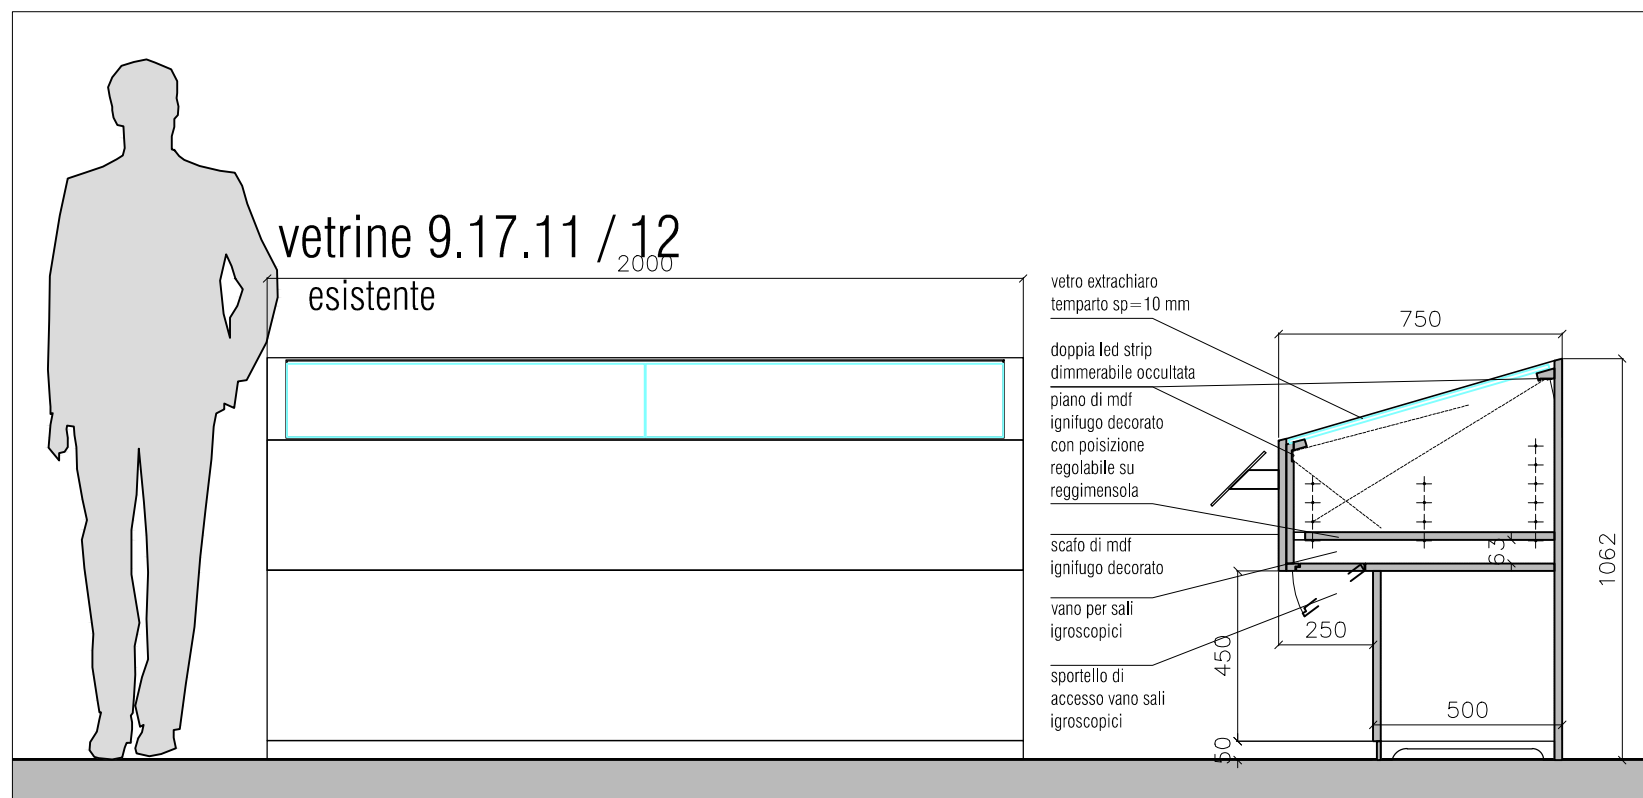 vetrine 9.17.11 / 12
2000
esistente
vetro extrachiaro
temparto sp=10 mm
doppia led strip
dimmerabile occultata
piano di mdf
ignifugo decorato
con poisizione
regolabile su
reggimensola
scafo di mdf
ignifugo decorato
vano per sali
igroscopici
sportello di
accesso vano sali
igroscopici
750
1062
63
250
450
500
50